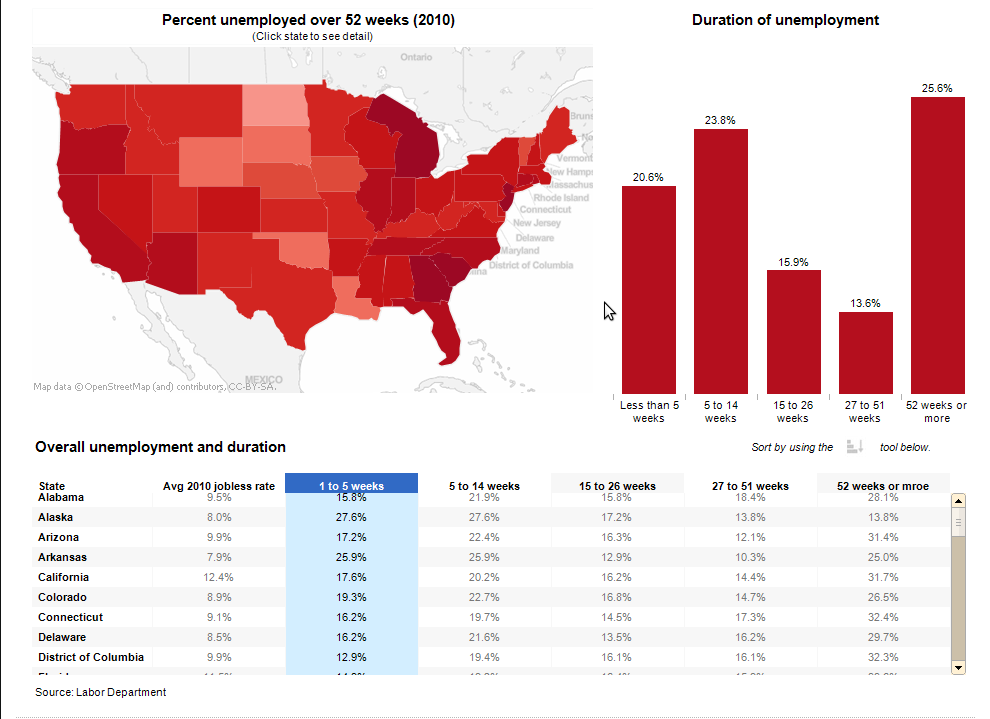 Percent unemployed over 52 weeks (2010)
(Click state to see detail)
Duration of unemployment
Ontario
Vermont
Rhode Island
Connecticut
New Jersey
Delaware
Maryland
District of Columbia
MEXICO
Map data © OpenStreetMap (and) contributors, CC-BY-SA.
25.6%
23.8%
20.6%
15.9%
13.6%
Less than 5 weeks
5 to 14 weeks
15 to 26 weeks
27 to 51 weeks
52 weeks or more
Overall unemployment and duration
Sort by using the tool below.
State Avg 2010 jobless rate 1 to 5 weeks 5 to 14 weeks 15 to 26 weeks 27 to 51 weeks 52 weeks or mroe
Alabama 9.5% 15.8% 21.9% 15.8% 18.4% 28.1%
Alaska 8.0% 27.6% 27.6% 17.2% 13.8% 13.8%
Arizona 9.9% 17.2% 22.4% 16.3% 12.1% 31.4%
Arkansas 7.9% 25.9% 25.9% 12.9% 10.3% 25.0%
California 12.4% 17.6% 20.2% 16.2% 14.4% 31.7%
Colorado 8.9% 19.3% 22.7% 16.8% 14.7% 26.5%
Connecticut 9.1% 16.2% 19.7% 14.5% 17.3% 32.4%
Delaware 8.5% 16.2% 21.6% 13.5% 16.2% 29.7%
District of Columbia 9.9% 12.9% 19.4% 16.1% 16.1% 32.3%
Source: Labor Department